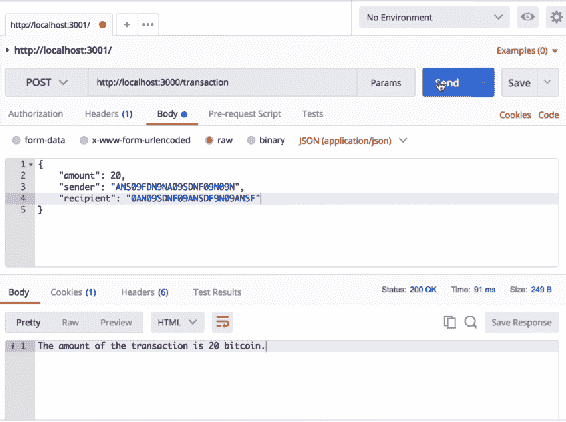 http://localhost:3001/
+
•••
No Environment
http://localhost:3001/
Examples (0)
POST
http://localhost:3000/transaction
Params
Send
Save
Authorization
Headers (1)
Body
Pre-request Script
Tests
Cookies
Code
form-data
x-www-form-urlencoded
raw
binary
JSON (application/json)
1 {
2 "amount": 20,
3 "sender": "ANS09FDN9NA09SDNF09N09N",
4 "recipient": "0AN09SDNF09ANSDF9N09ANSF"
5 }
Body
Cookies (1)
Headers (6)
Test Results
Status: 200 OK
Time: 91 ms
Size: 249 B
Pretty
Raw
Preview
HTML
Save Response
i 1 The amount of the transaction is 20 bitcoin.